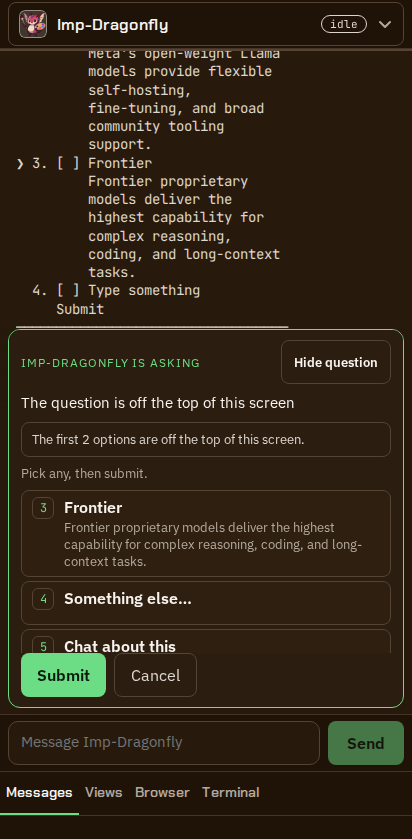 Imp-Dragonfly
idle
Meta's open-weight Llama
models provide flexible
self-hosting,
fine-tuning, and broad
community tooling
support.
❯ 3. [ ] Frontier
Frontier proprietary
models deliver the
highest capability for
complex reasoning,
coding, and long-context
tasks.
4. [ ] Type something
Submit
IMP-DRAGONFLY IS ASKING
Hide question
The question is off the top of this screen
The first 2 options are off the top of this screen.
Pick any, then submit.
3 Frontier
Frontier proprietary models deliver the highest
capability for complex reasoning, coding, and long-
context tasks.
4 Something else...
5 Chat about this
Submit Cancel
Message Imp-Dragonfly Send
Messages Views Browser Terminal